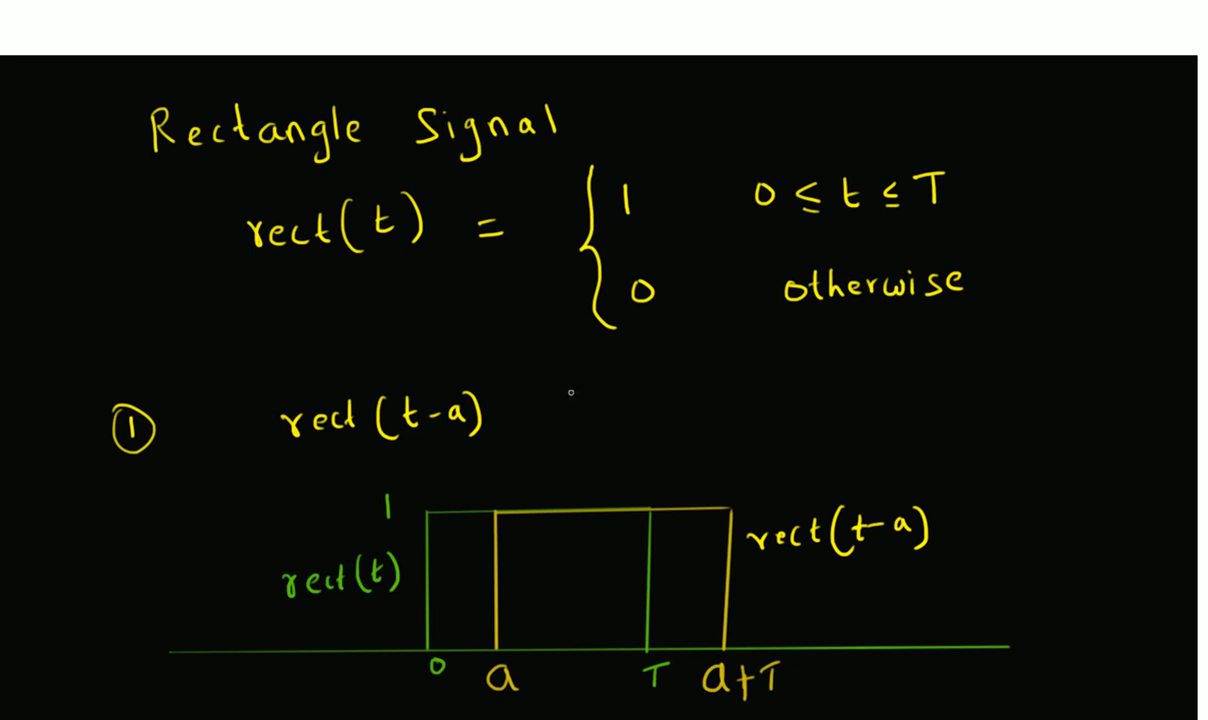 Rectangle Signal
rect(t) = { 1 0 ≤ t ≤ T
0 otherwise
① rect(t-a)
1
rect(t-a)
rect(t)
0 a T a+T